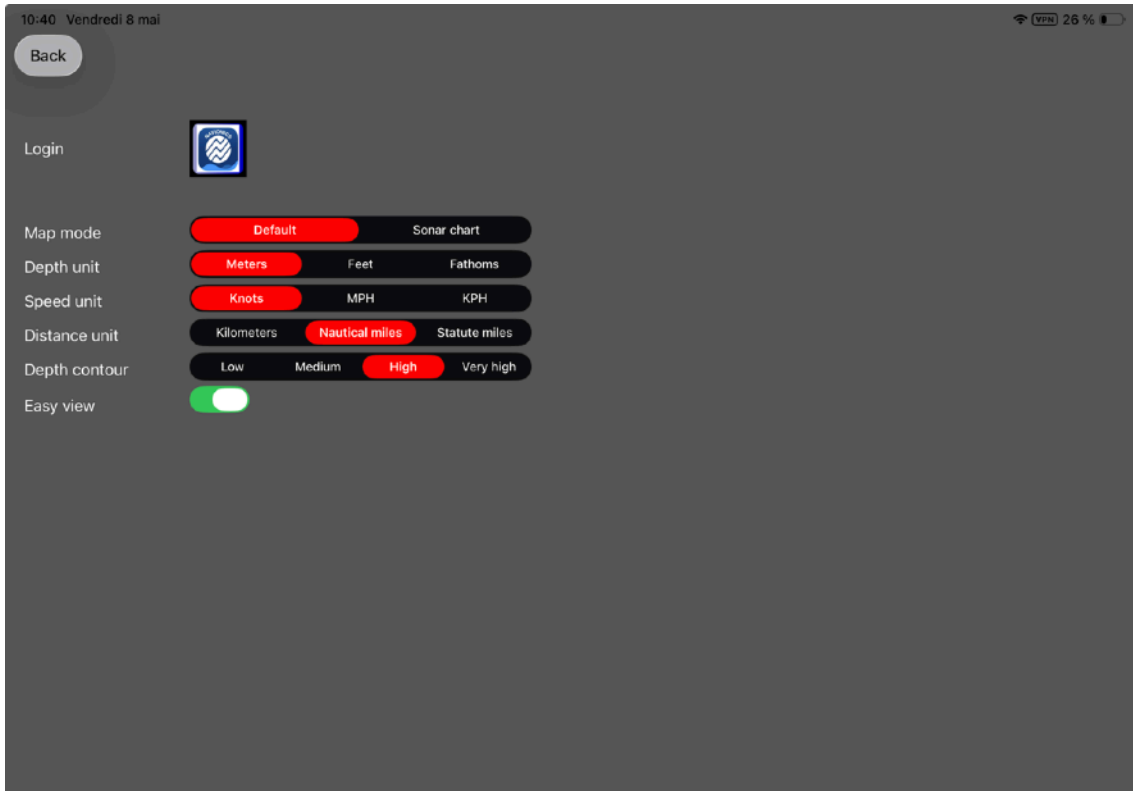 10:40 Vendredi 8 mai VPN 26 %
Back
Login
NAVIONICS
Map mode Default Sonar chart
Depth unit Meters Feet Fathoms
Speed unit Knots MPH KPH
Distance unit Kilometers Nautical miles Statute miles
Depth contour Low Medium High Very high
Easy view